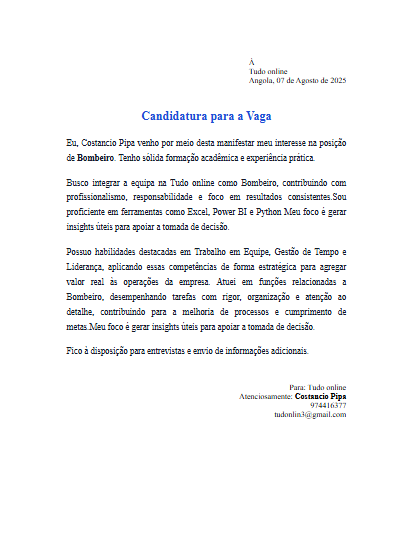 À
Tudo online
Angola, 07 de Agosto de 2025
Candidatura para a Vaga
Eu, Costancio Pipa venho por meio desta manifestar meu interesse na posição
de Bombeiro. Tenho sólida formação acadêmica e experiência prática.
Busco integrar a equipa na Tudo online como Bombeiro, contribuindo com
profissionalismo, responsabilidade e foco em resultados consistentes.Sou
proficiente em ferramentas como Excel, Power BI e Python Meu foco é gerar
insights úteis para apoiar a tomada de decisão.
Possuo habilidades destacadas em Trabalho em Equipe, Gestão de Tempo e
Liderança, aplicando essas competências de forma estratégica para agregar
valor real às operações da empresa. Atuei em funções relacionadas a
Bombeiro, desempenhando tarefas com rigor, organização e atenção ao
detalhe, contribuindo para a melhoria de processos e cumprimento de
metas.Meu foco é gerar insights úteis para apoiar a tomada de decisão.
Fico à disposição para entrevistas e envio de informações adicionais.
Para: Tudo online
Atenciosamente: Costancio Pipa
974416377
tudonlin3@gmail.com